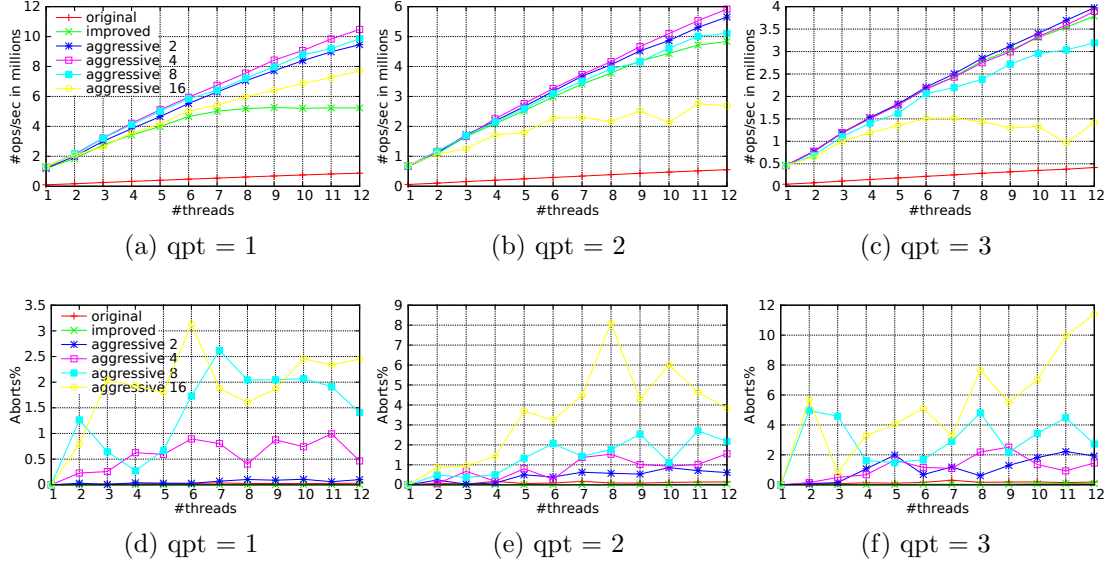 12
10
8
6
4
2
0
#ops/sec in millions
original
improved
aggressive 2
aggressive 4
aggressive 8
aggressive 16
1 2 3 4 5 6 7 8 9 10 11 12
#threads
(a) qpt = 1
6
5
4
3
2
1
0
#ops/sec in millions
1 2 3 4 5 6 7 8 9 10 11 12
#threads
(b) qpt = 2
4
3.5
3
2.5
2
1.5
1
0.5
0
#ops/sec in millions
1 2 3 4 5 6 7 8 9 10 11 12
#threads
(c) qpt = 3
3.5
3
2.5
2
1.5
1
0.5
0
Aborts%
original
improved
aggressive 2
aggressive 4
aggressive 8
aggressive 16
1 2 3 4 5 6 7 8 9 10 11 12
#threads
(d) qpt = 1
9
8
7
6
5
4
3
2
1
0
Aborts%
1 2 3 4 5 6 7 8 9 10 11 12
#threads
(e) qpt = 2
12
10
8
6
4
2
0
Aborts%
1 2 3 4 5 6 7 8 9 10 11 12
#threads
(f) qpt = 3